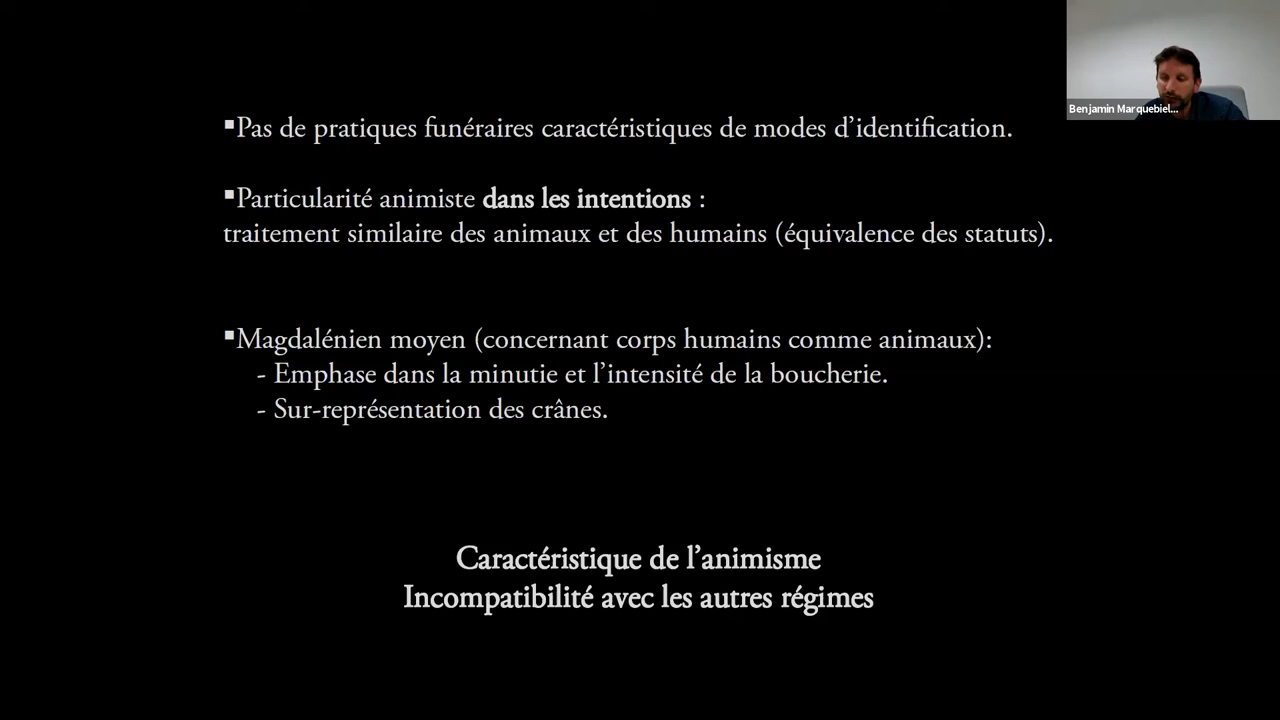 Benjamin Marquebiel...
▪Pas de pratiques funéraires caractéristiques de modes d’identification.
▪Particularité animiste dans les intentions :
traitement similaire des animaux et des humains (équivalence des statuts).
▪Magdalénien moyen (concernant corps humains comme animaux):
- Emphase dans la minutie et l’intensité de la boucherie.
- Sur-représentation des crânes.
Caractéristique de l’animisme
Incompatibilité avec les autres régimes